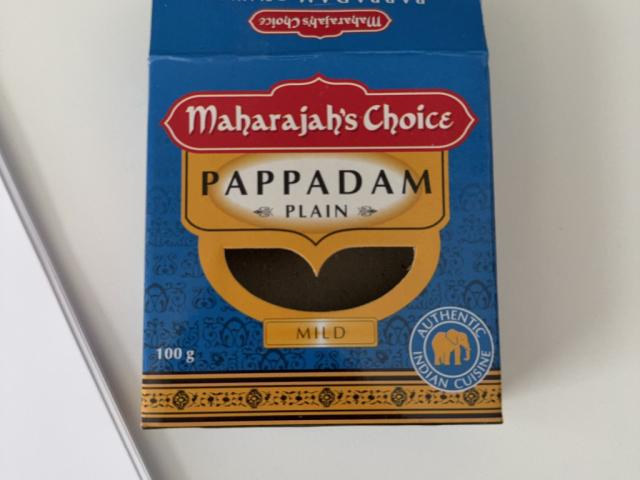 Maharajah's Choice
Maharajah's Choice
PAPPADAM
PLAIN
MILD
100 g
AUTHENTIC
INDIAN CUISINE